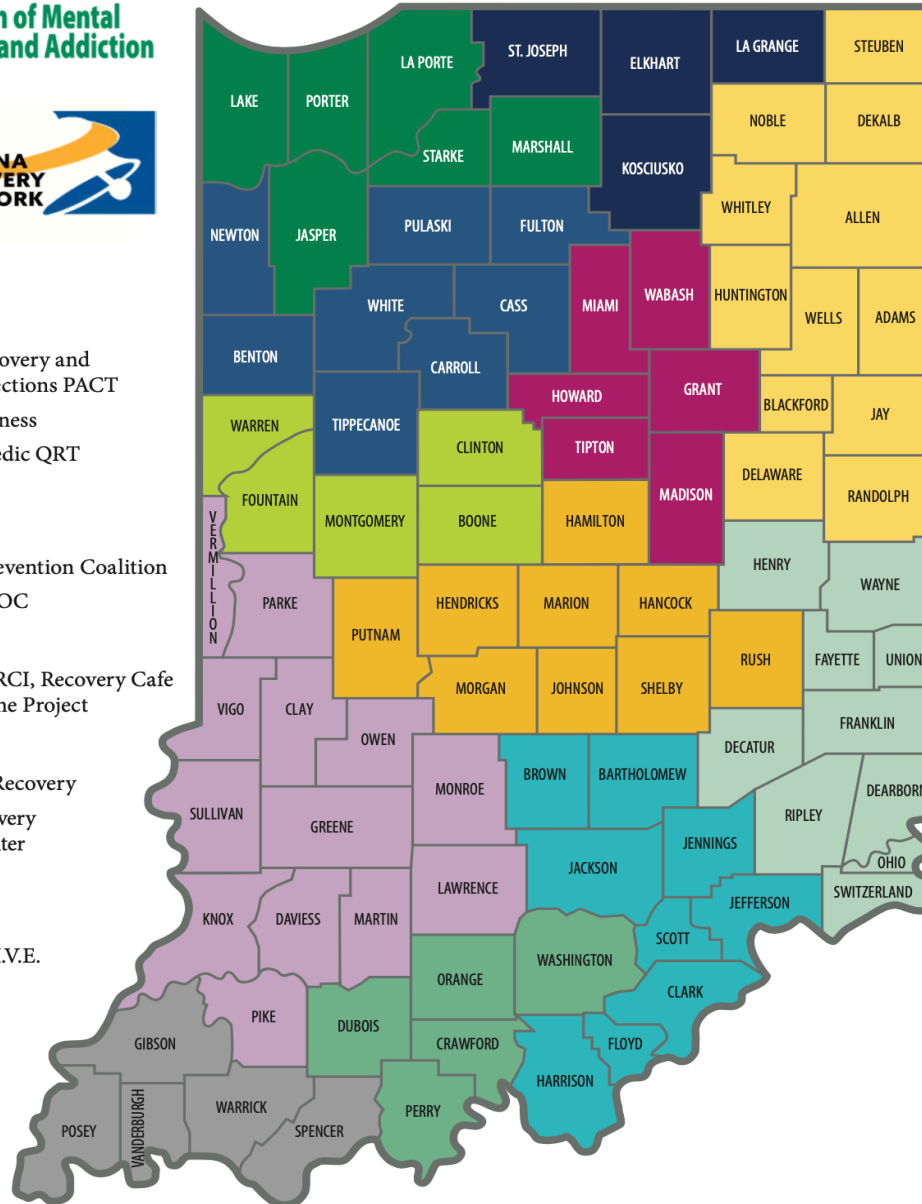 n of Mental
and Addiction
NA
VERY
ORK
overy and
ections PACT
ness
edic QRT
evention Coalition
OC
RCI, Recovery Cafe
ne Project
Recovery
very
ter
.V.E.
LAKE
PORTER
LA PORTE
ST. JOSEPH
ELKHART
LA GRANGE
STEUBEN
NOBLE
DEKALB
STARKE
MARSHALL
KOSCIUSKO
WHITLEY
ALLEN
NEWTON
JASPER
PULASKI
FULTON
WHITE
CASS
MIAMI
WABASH
HUNTINGTON
WELLS
ADAMS
BENTON
CARROLL
HOWARD
GRANT
BLACKFORD
JAY
WARREN
TIPPECANOE
CLINTON
TIPTON
MADISON
DELAWARE
RANDOLPH
FOUNTAIN
MONTGOMERY
BOONE
HAMILTON
HENRY
WAYNE
VERMILLION
PARKE
PUTNAM
HENDRICKS
MARION
HANCOCK
RUSH
FAYETTE
UNION
VIGO
CLAY
OWEN
MORGAN
JOHNSON
SHELBY
FRANKLIN
DECATUR
SULLIVAN
GREENE
MONROE
BROWN
BARTHOLOMEW
RIPLEY
DEARBORN
JENNINGS
OHIO
SWITZERLAND
KNOX
DAVIESS
MARTIN
LAWRENCE
JACKSON
JEFFERSON
SCOTT
ORANGE
WASHINGTON
CLARK
GIBSON
PIKE
DUBOIS
CRAWFORD
FLOYD
HARRISON
POSEY
VANDERBURGH
WARRICK
SPENCER
PERRY